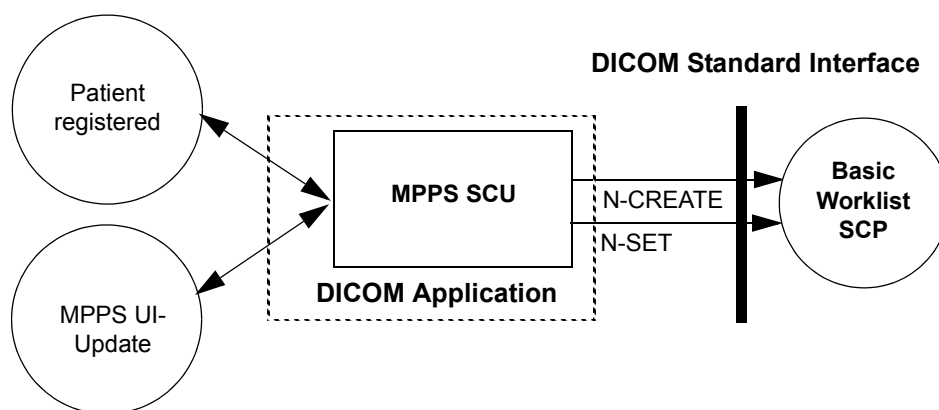 DICOM Standard Interface
Patient
registered
MPPS SCU
N-CREATE
N-SET
Basic
Worklist
SCP
DICOM Application
MPPS UI-
Update